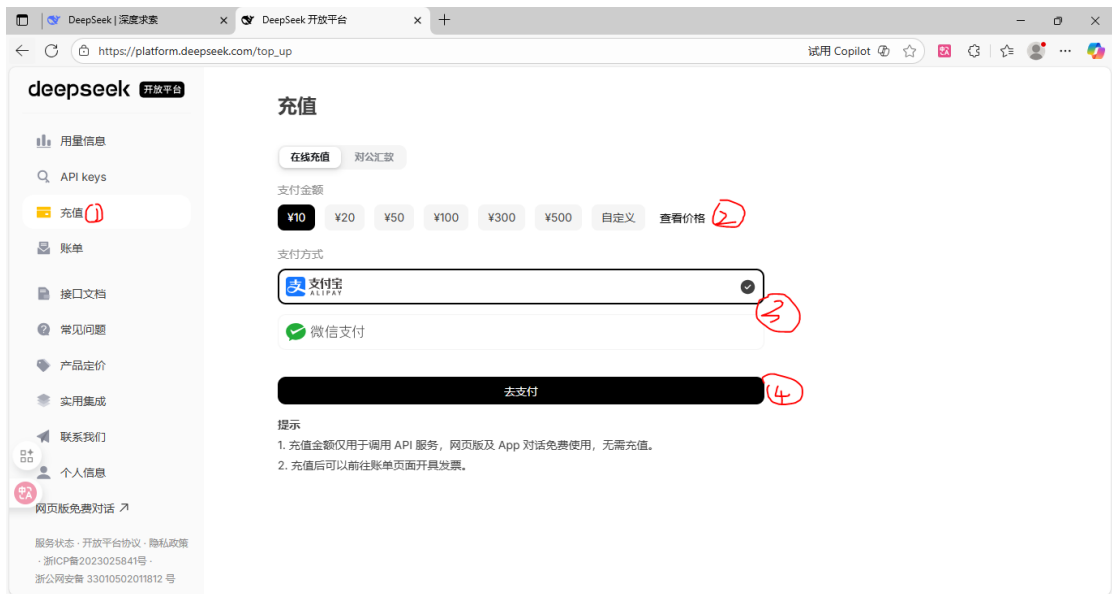 DeepSeek | 深度求索
DeepSeek 开放平台
https://platform.deepseek.com/top_up
试用 Copilot
deepseek 开放平台
用量信息
API keys
充值 ①
账单
接口文档
常见问题
产品定价
实用集成
联系我们
个人信息
网页版免费对话
服务状态 · 开放平台协议 · 隐私政策
· 浙ICP备2023025841号 ·
浙公网安备 33010502011812 号
充值
在线充值 对公汇款
支付金额
¥10 ¥20 ¥50 ¥100 ¥300 ¥500 自定义 查看价格 ②
支付方式
支 支付宝
ALIPAY
③
微信支付
去支付 ④
提示
1. 充值金额仅用于调用 API 服务，网页版及 App 对话免费使用，无需充值。
2. 充值后可以前往账单页面开具发票。